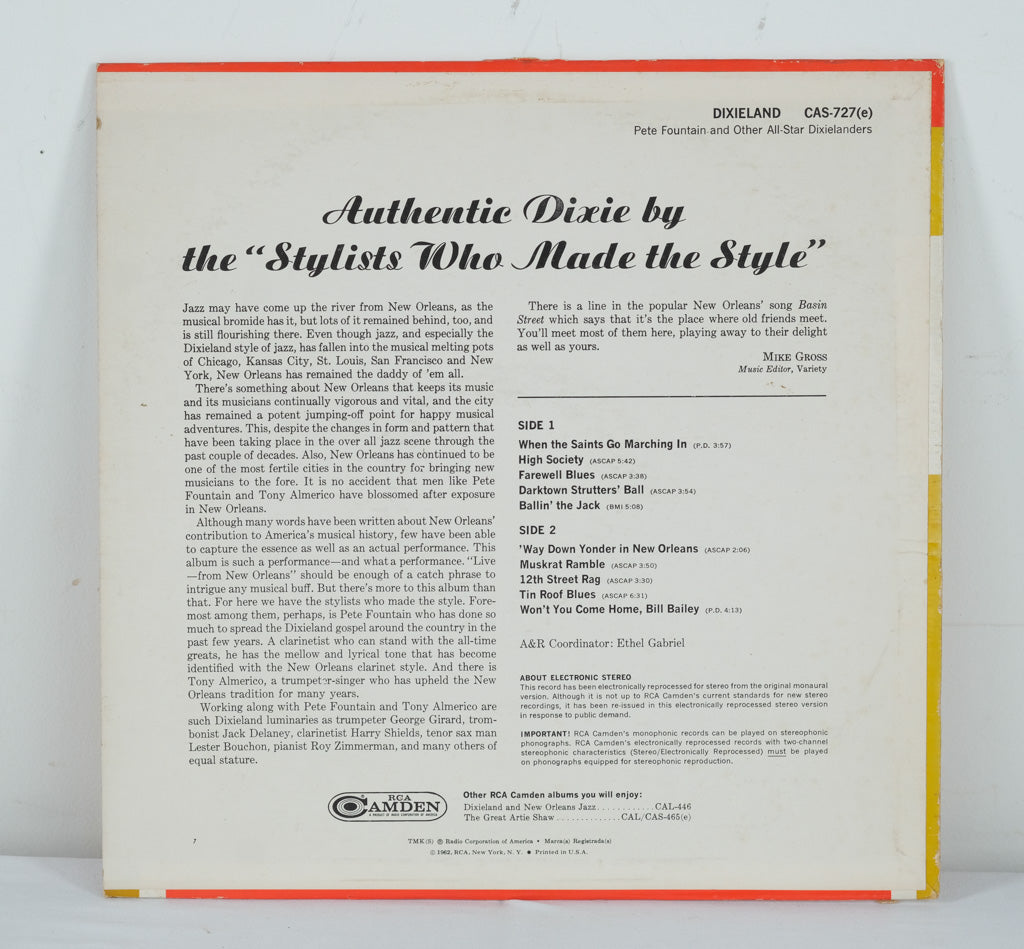 DIXIELAND CAS-727(e)
Pete Fountain and Other All-Star Dixielanders
Authentic Dixie by
the “Stylists Who Made the Style”
Jazz may have come up the river from New Orleans, as the
musical bromide has it, but lots of it remained behind, too, and
is still flourishing there. Even though jazz, and especially the
Dixieland style of jazz, has fallen into the musical melting pots
of Chicago, Kansas City, St. Louis, San Francisco and New
York, New Orleans has remained the daddy of ’em all.
There’s something about New Orleans that keeps its music
and its musicians continually vigorous and vital, and the city
has remained a potent jumping-off point for happy musical
adventures. This, despite the changes in form and pattern that
have been taking place in the over all jazz scene through the
past couple of decades. Also, New Orleans has continued to be
one of the most fertile cities in the country for bringing new
musicians to the fore. It is no accident that men like Pete
Fountain and Tony Almerico have blossomed after exposure
in New Orleans.
Although many words have been written about New Orleans’
contribution to America’s musical history, few have been able
to capture the essence as well as an actual performance. This
album is such a performance—and what a performance. “Live
—from New Orleans” should be enough of a catch phrase to
intrigue any musical buff. But there’s more to this album than
that. For here we have the stylists who made the style. Fore-
most among them, perhaps, is Pete Fountain who has done so
much to spread the Dixieland gospel around the country in the
past few years. A clarinetist who can stand with the all-time
greats, he has the mellow and lyrical tone that has become
identified with the New Orleans clarinet style. And there is
Tony Almerico, a trumpeter-singer who has upheld the New
Orleans tradition for many years.
Working along with Pete Fountain and Tony Almerico are
such Dixieland luminaries as trumpeter George Girard, trom-
bonist Jack Delaney, clarinetist Harry Shields, tenor sax man
Lester Bouchon, pianist Roy Zimmerman, and many others of
equal stature.
There is a line in the popular New Orleans’ song Basin
Street which says that it’s the place where old friends meet.
You’ll meet most of them here, playing away to their delight
as well as yours.
MIKE GROSS
Music Editor, Variety
SIDE 1
When the Saints Go Marching In (P.D. 3:57)
High Society (ASCAP 5:42)
Farewell Blues (ASCAP 3:38)
Darktown Strutters’ Ball (ASCAP 3:54)
Ballin’ the Jack (BMI 5:08)
SIDE 2
’Way Down Yonder in New Orleans (ASCAP 2:06)
Muskrat Ramble (ASCAP 3:50)
12th Street Rag (ASCAP 3:30)
Tin Roof Blues (ASCAP 6:31)
Won’t You Come Home, Bill Bailey (P.D. 4:13)
A&R Coordinator: Ethel Gabriel
ABOUT ELECTRONIC STEREO
This record has been electronically reprocessed for stereo from the original monaural
version. Although it is not up to RCA Camden’s current standards for new stereo
recordings, it has been re-issued in this electronically reprocessed stereo version
in response to public demand.
IMPORTANT! RCA Camden’s monophonic records can be played on stereophonic
phonographs. RCA Camden’s electronically reprocessed records with two-channel
stereophonic characteristics (Stereo/Electronically Reprocessed) must be played
on phonographs equipped for stereophonic reproduction.
RCA
CAMDEN
A PRODUCT OF RADIO CORPORATION OF AMERICA
Other RCA Camden albums you will enjoy:
Dixieland and New Orleans Jazz............CAL-446
The Great Artie Shaw..............CAL/CAS-465(e)
7
TMK(S) ® Radio Corporation of America • Marca(s) Registrada(s)
© 1962, RCA, New York, N. Y. • Printed in U.S.A.